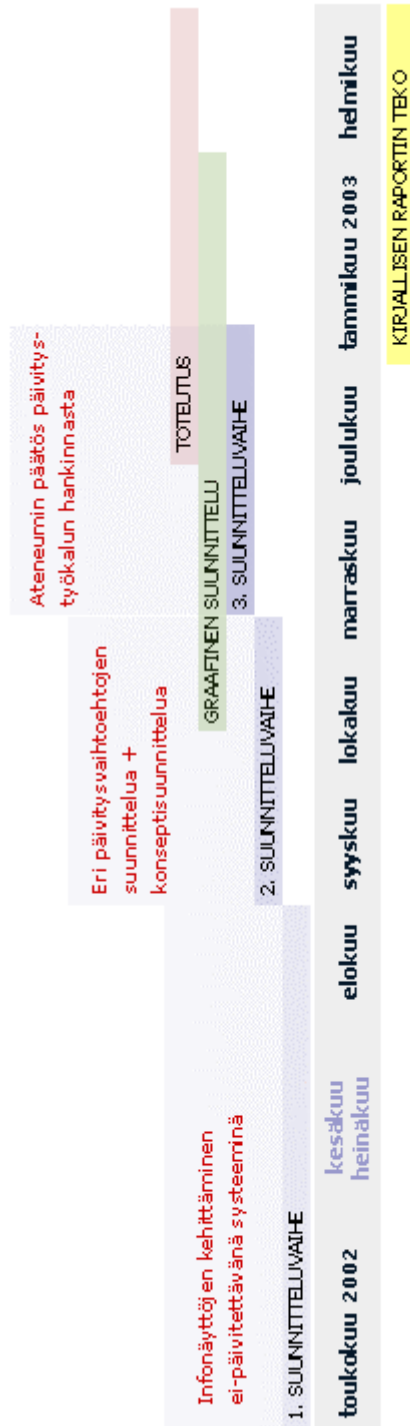 Infonäyttöjen kehittäminen
ei-päivitettävänä systeeminä
Eri päivitysvaihtoehtojen
suunnittelua +
konseptisuunnittelua
Ateneumin päätös päivitys-
työkalun hankinnasta
TOTEUTUS
GRAAFINEN SUUNNITTELU
3. SUUNNITTELUVAIHE
2. SUUNNITTELUVAIHE
1. SUUNNITTELUVAIHE
toukokuu 2002
kesäkuu
heinäkuu
elokuu
syyskuu
lokakuu
marraskuu
joulukuu
tammikuu 2003
helmikuu
KIRJALLISEN RAPORTIN TEKO